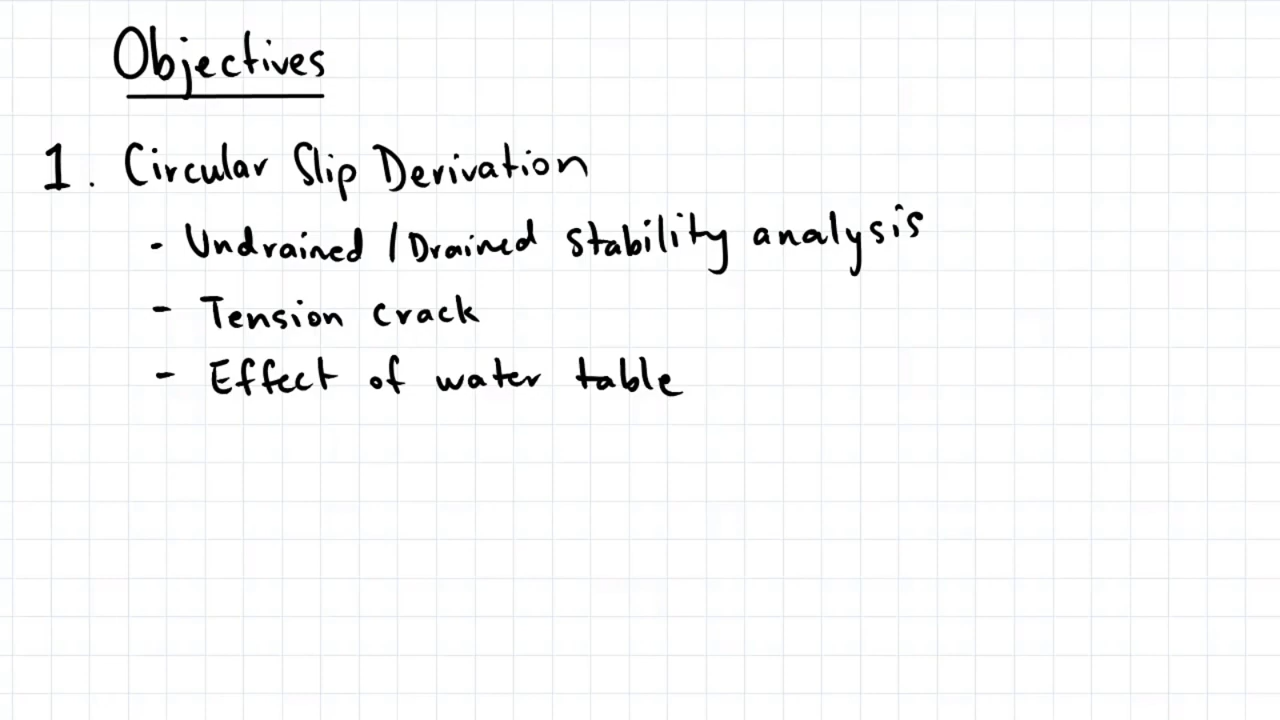 Objectives
1. Circular Slip Derivation
- Undrained / Drained stability analysis
- Tension crack
- Effect of water table